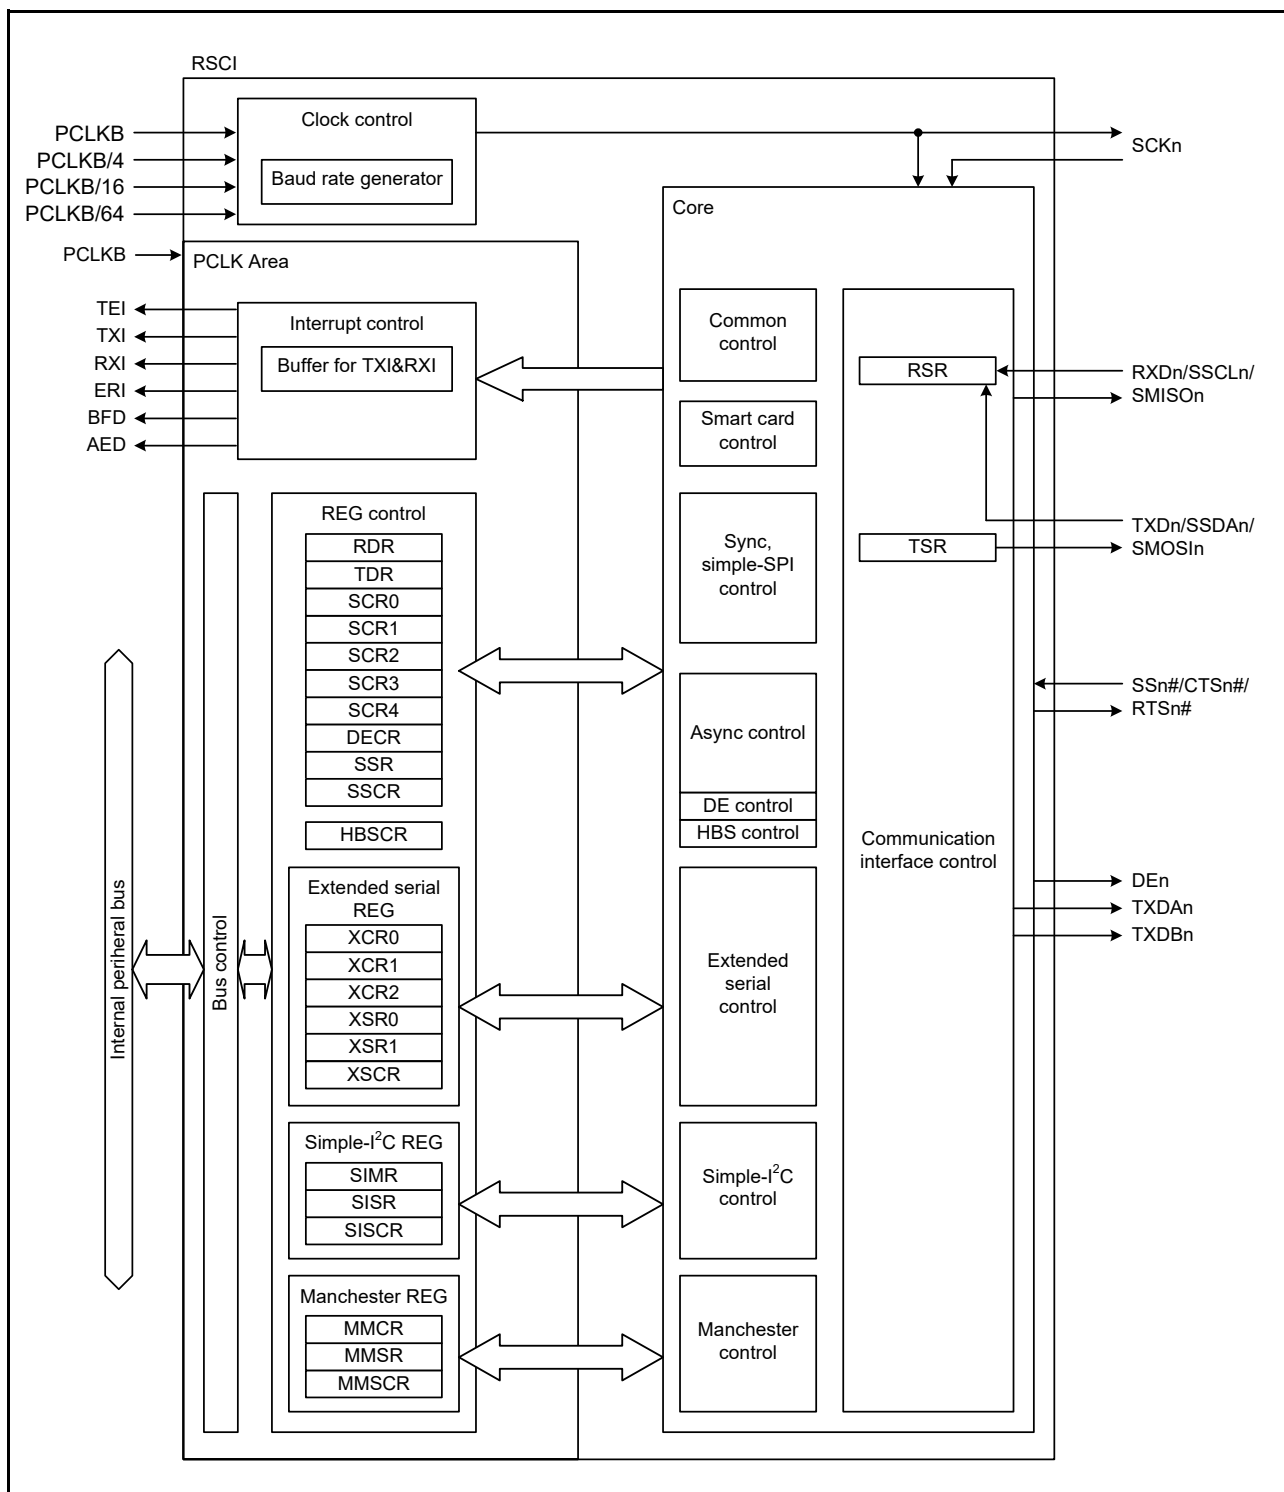 RSCI
Clock control
Baud rate generator
PCLKB
PCLKB/4
PCLKB/16
PCLKB/64
PCLKB
SCKn
PCLK Area
TEI
TXI
RXI
ERI
BFD
AED
Interrupt control
Buffer for TXI&RXI
REG control
RDR
TDR
SCR0
SCR1
SCR2
SCR3
SCR4
DECR
SSR
SSCR
HBSCR
Extended serial
REG
XCR0
XCR1
XCR2
XSR0
XSR1
XSCR
Simple-I²C REG
SIMR
SISR
SISCR
Manchester REG
MMCR
MMSR
MMSCR
Internal periheral bus
Bus control
Core
Common
control
Smart card
control
Sync,
simple-SPI
control
Async control
DE control
HBS control
Extended
serial
control
Simple-I²C
control
Manchester
control
RSR
TSR
Communication
interface control
RXDn/SSCLn/
SMISOn
TXDn/SSDAn/
SMOSIn
SSn#/CTSn#/
RTSn#
DEn
TXDAn
TXDBn